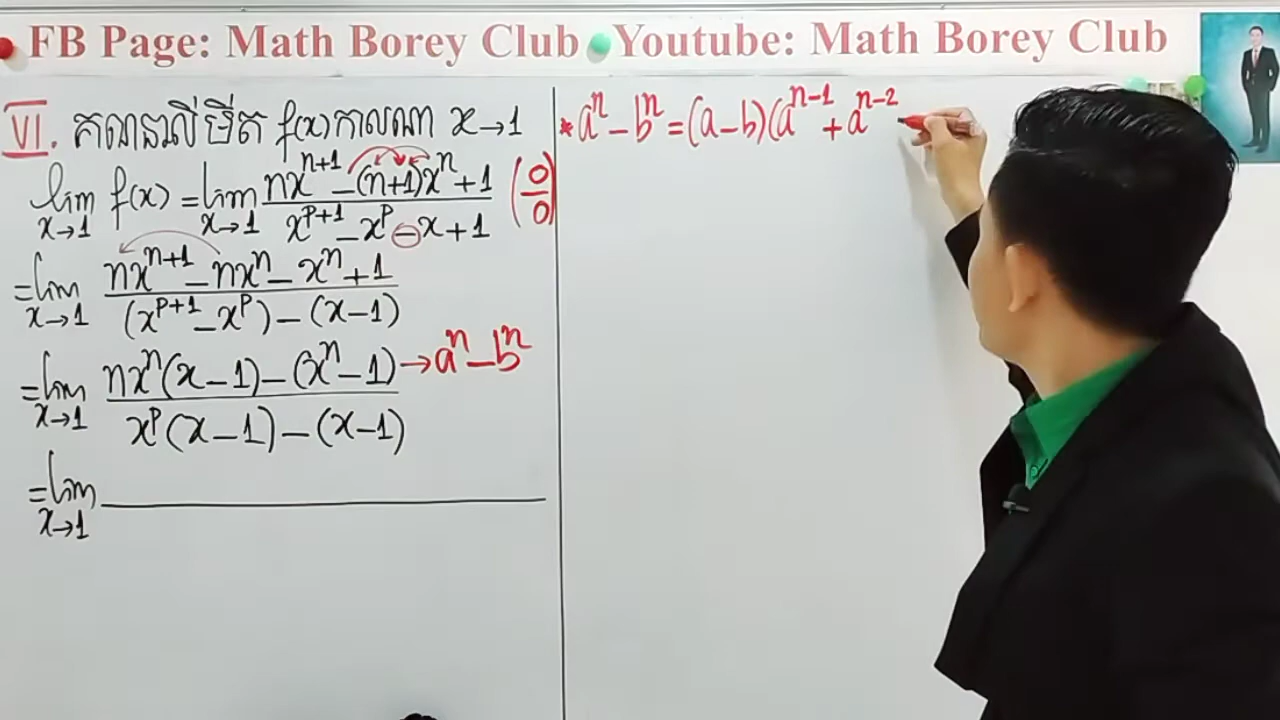 FB Page: Math Borey Club Youtube: Math Borey Club
VI. គណនាលីមីត f(x) កាលណា x→1
lim x→1 f(x) = lim x→1 (nx^(n+1) - (n+1)x^n + 1)/(x^(p+1) - x^p - x + 1) (0/0)
= lim x→1 (nx^(n+1) - nx^n - x^n + 1)/((x^(p+1) - x^p) - (x-1))
= lim x→1 (nx^n(x-1) - (x^n - 1))/(x^p(x-1) - (x-1)) → a^n - b^n
= lim x→1
* a^n - b^n = (a-b)(a^(n-1) + a^(n-2)